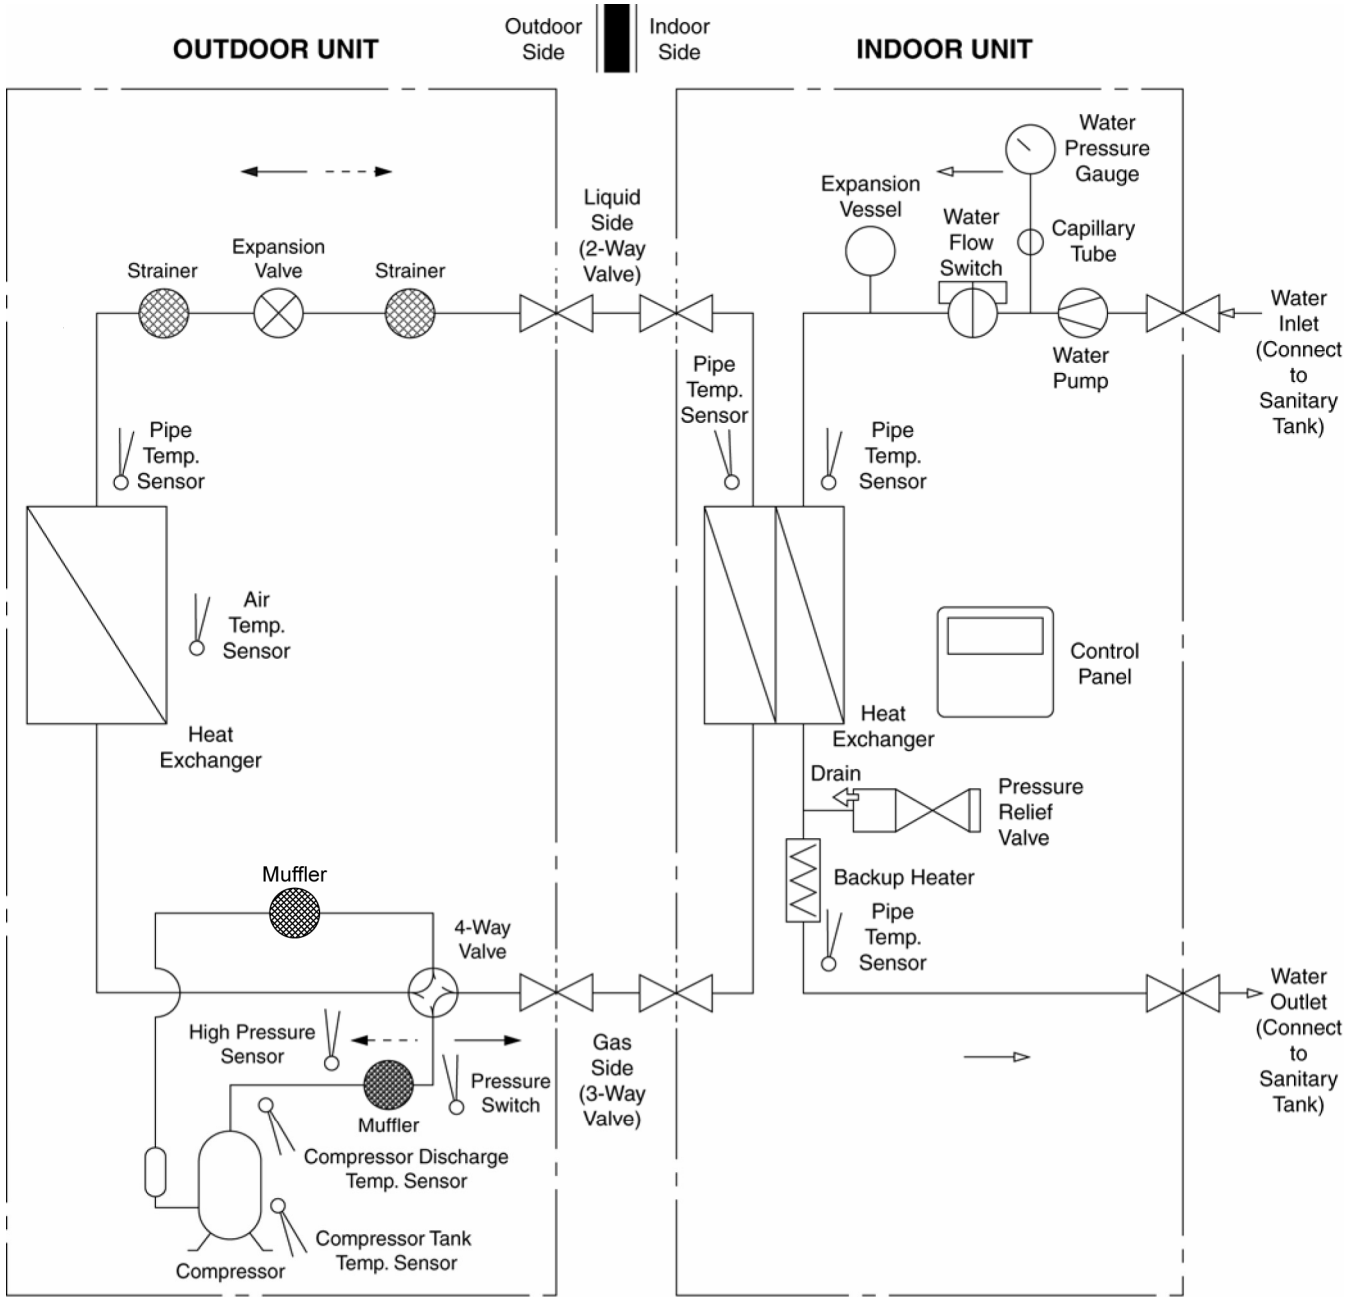 OUTDOOR UNIT
Outdoor
Side
Indoor
Side
INDOOR UNIT
Water
Pressure
Gauge
Expansion
Vessel
Water
Flow
Switch
Capillary
Tube
Liquid
Side
(2-Way
Valve)
Strainer
Expansion
Valve
Strainer
Water
Inlet
(Connect
to
Sanitary
Tank)
Water
Pump
Pipe
Temp.
Sensor
Pipe
Temp.
Sensor
Pipe
Temp.
Sensor
Air
Temp.
Sensor
Control
Panel
Heat
Exchanger
Heat
Exchanger
Drain
Pressure
Relief
Valve
Muffler
Backup Heater
4-Way
Valve
Pipe
Temp.
Sensor
Water
Outlet
(Connect
to
Sanitary
Tank)
High Pressure
Sensor
Gas
Side
(3-Way
Valve)
Pressure
Switch
Muffler
Compressor Discharge
Temp. Sensor
Compressor Tank
Temp. Sensor
Compressor